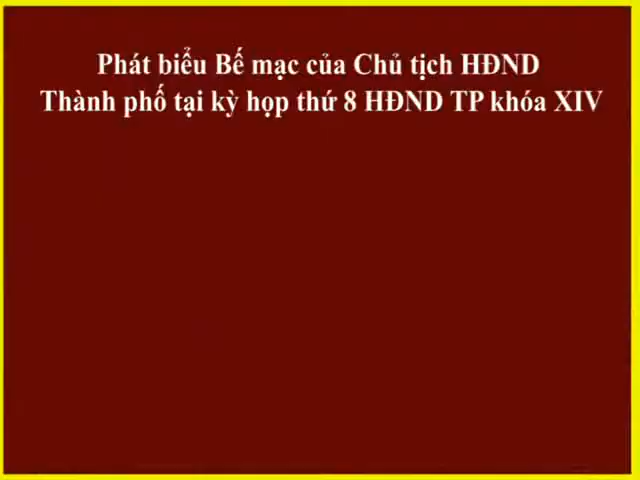 Phát biểu Bế mạc của Chủ tịch HĐND
Thành phố tại kỳ họp thứ 8 HĐND TP khóa XIV